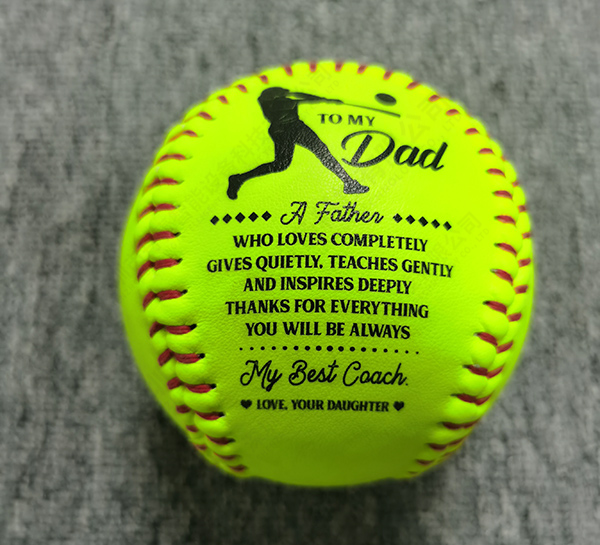 TO MY
Dad
A Father
WHO LOVES COMPLETELY
GIVES QUIETLY, TEACHES GENTLY
AND INSPIRES DEEPLY
THANKS FOR EVERYTHING
YOU WILL BE ALWAYS
My Best Coach.
LOVE, YOUR DAUGHTER